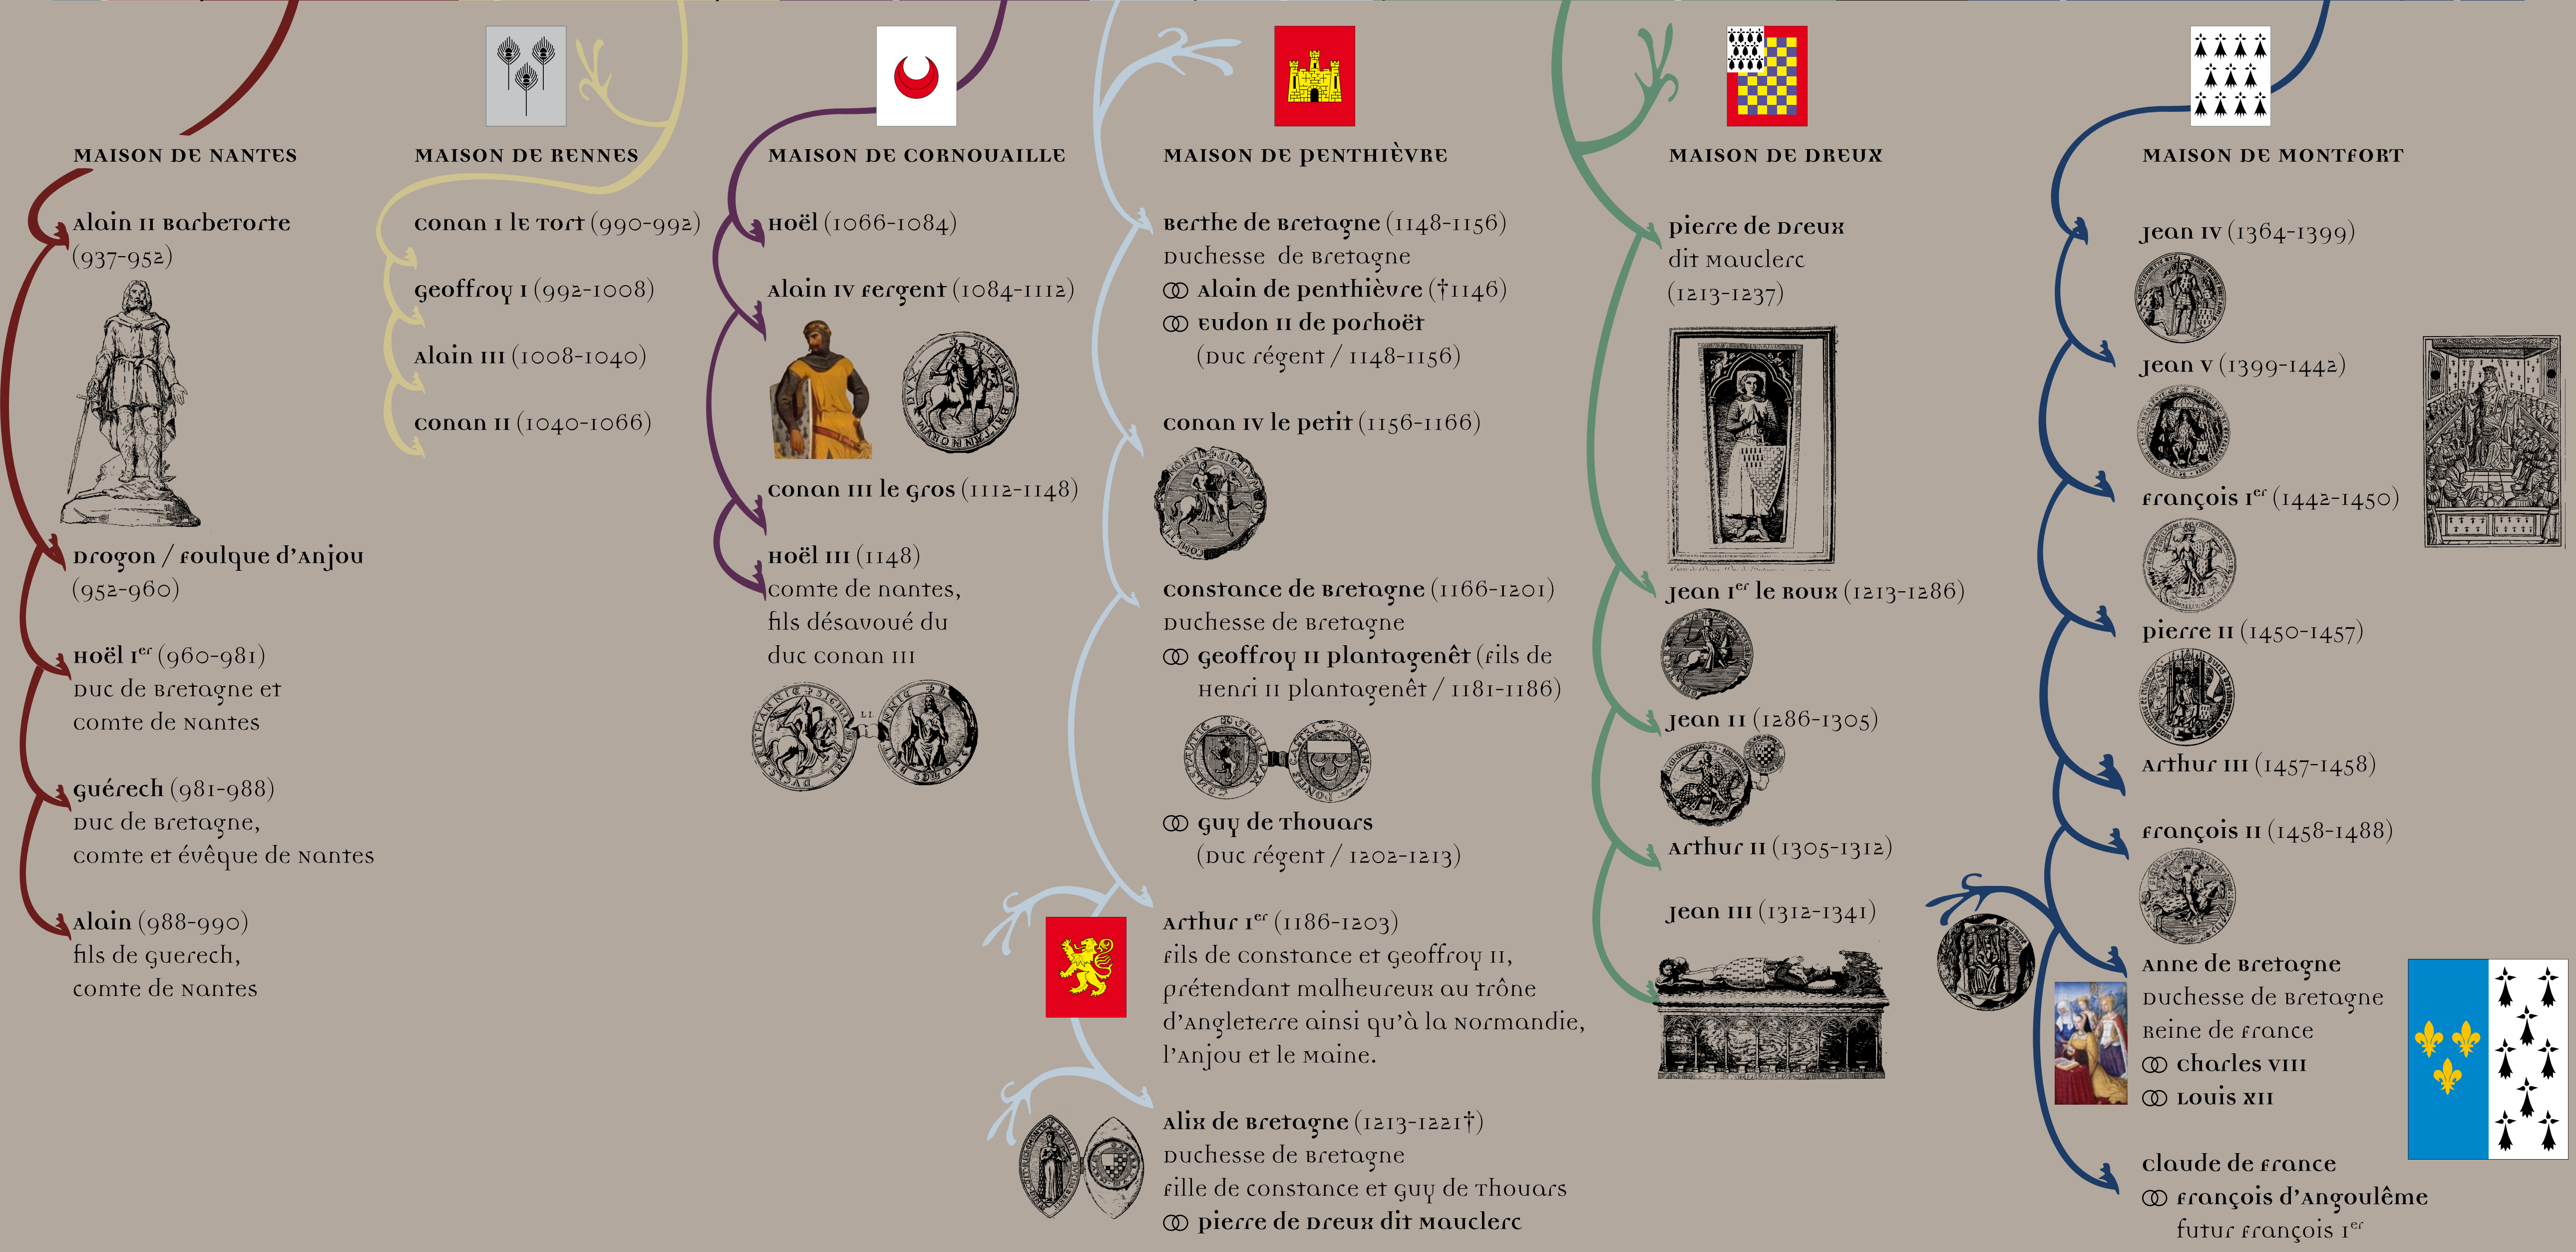 MAISON DE NANTES
Alain II Barbetorte
(937-952)
Drogon / Foulque d'Anjou
(952-960)
Hoël Ier (960-981)
Duc de Bretagne et
comte de Nantes
Guérech (981-988)
Duc de Bretagne,
comte et évêque de Nantes
Alain (988-990)
fils de Guerech,
comte de Nantes
MAISON DE RENNES
Conan I le Tort (990-992)
Geoffroy I (992-1008)
Alain III (1008-1040)
Conan II (1040-1066)
MAISON DE CORNOUAILLE
Hoël (1066-1084)
Alain IV Fergent (1084-1112)
Conan III le Gros (1112-1148)
Hoël III (1148)
comte de nantes,
fils désavoué du
duc Conan III
MAISON DE PENTHIÈVRE
Berthe de Bretagne (1148-1156)
Duchesse de Bretagne
Alain de Penthièvre (†1146)
Eudon II de Porhoët
(Duc régent / 1148-1156)
Conan IV le petit (1156-1166)
Constance de Bretagne (1166-1201)
Duchesse de Bretagne
Geoffroy II Plantagenêt (Fils de
Henri II Plantagenêt / 1181-1186)
Guy de Thouars
(Duc régent / 1202-1213)
Arthur Ier (1186-1203)
Fils de Constance et Geoffroy II,
prétendant malheureux au trône
d'Angleterre ainsi qu'à la Normandie,
l'Anjou et le Maine.
Alix de Bretagne (1213-1221†)
Duchesse de Bretagne
Fille de Constance et Guy de Thouars
Pierre de Dreux dit Mauclerc
MAISON DE DREUX
Pierre de Dreux
dit Mauclerc
(1213-1237)
Jean Ier le Roux (1213-1286)
Jean II (1286-1305)
Arthur II (1305-1312)
Jean III (1312-1341)
MAISON DE MONTFORT
Jean IV (1364-1399)
Jean V (1399-1442)
François Ier (1442-1450)
Pierre II (1450-1457)
Arthur III (1457-1458)
François II (1458-1488)
Anne de Bretagne
Duchesse de Bretagne
Reine de France
Charles VIII
Louis XII
Claude de France
François d'Angoulême
futur François Ier